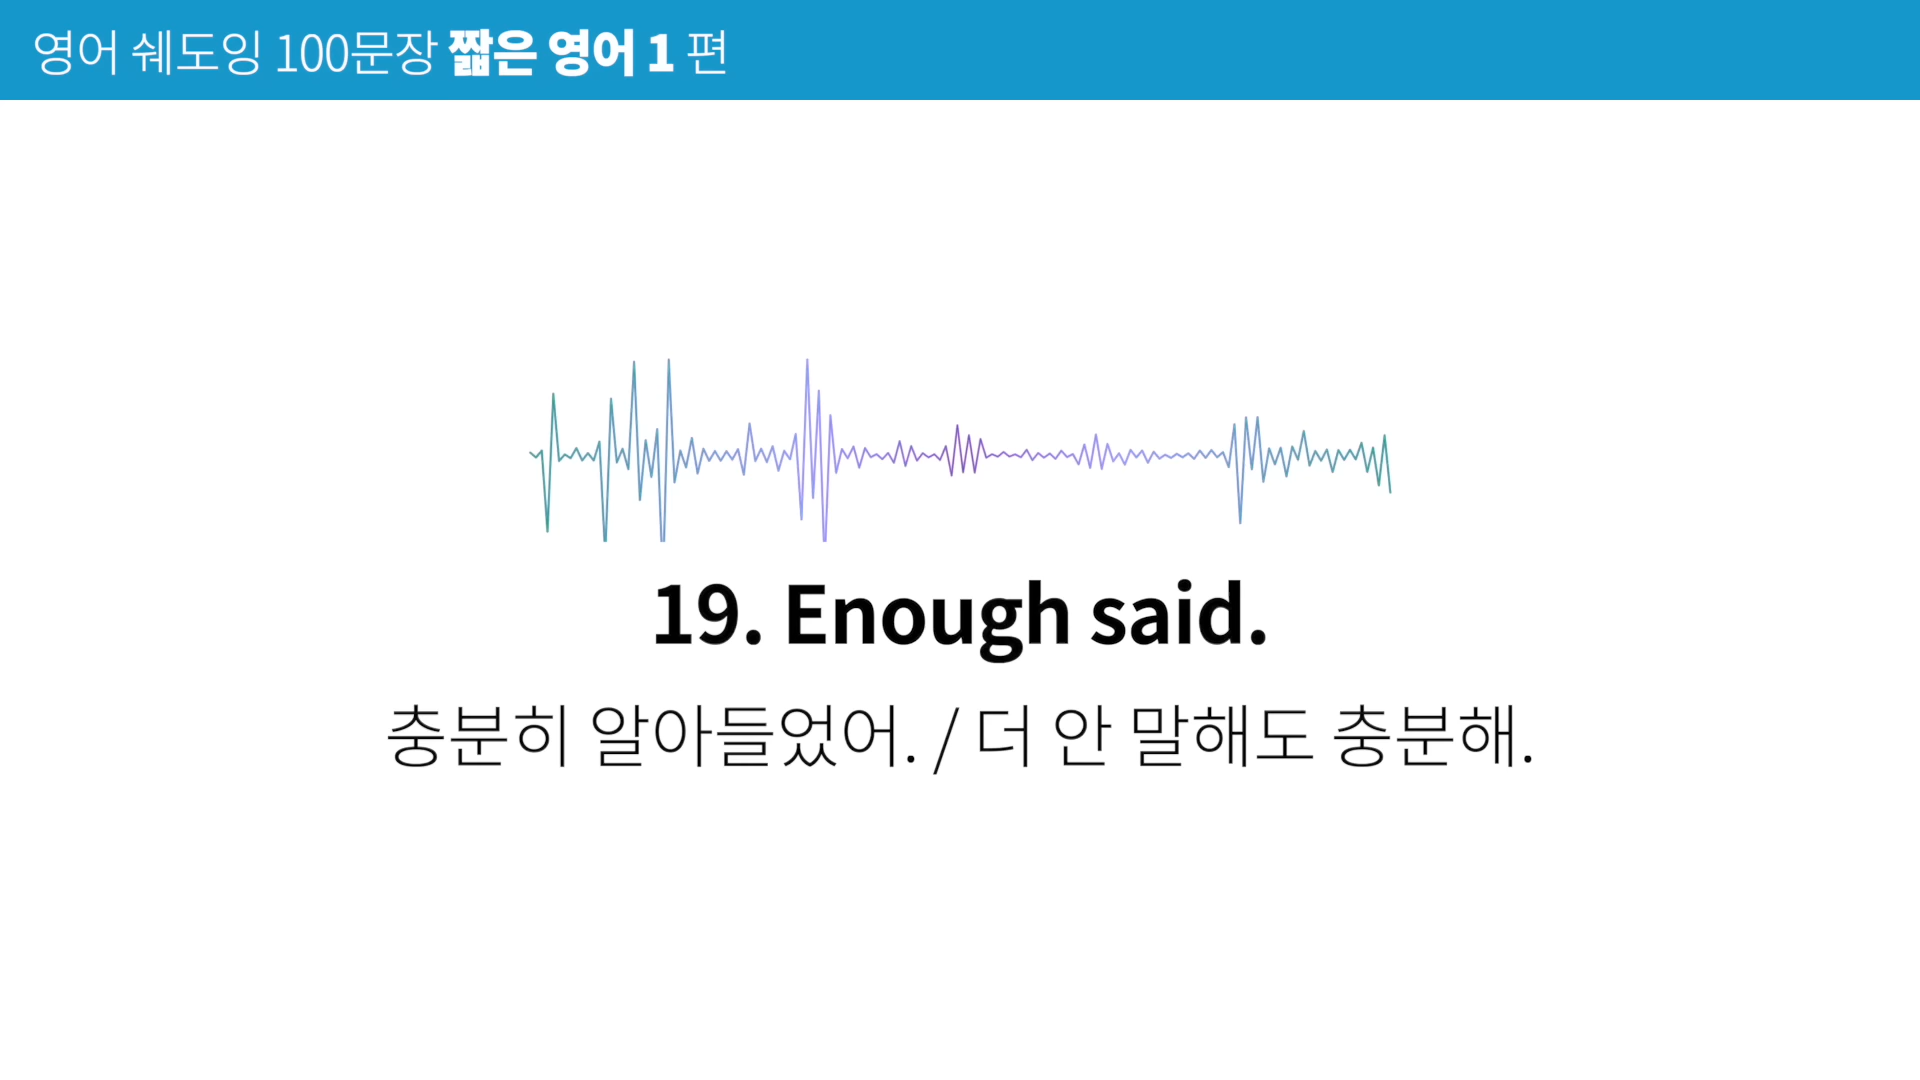 영어 쉐도잉 100문장 짧은 영어 1 편
19. Enough said.
충분히 알아들었어. / 더 안 말해도 충분해.